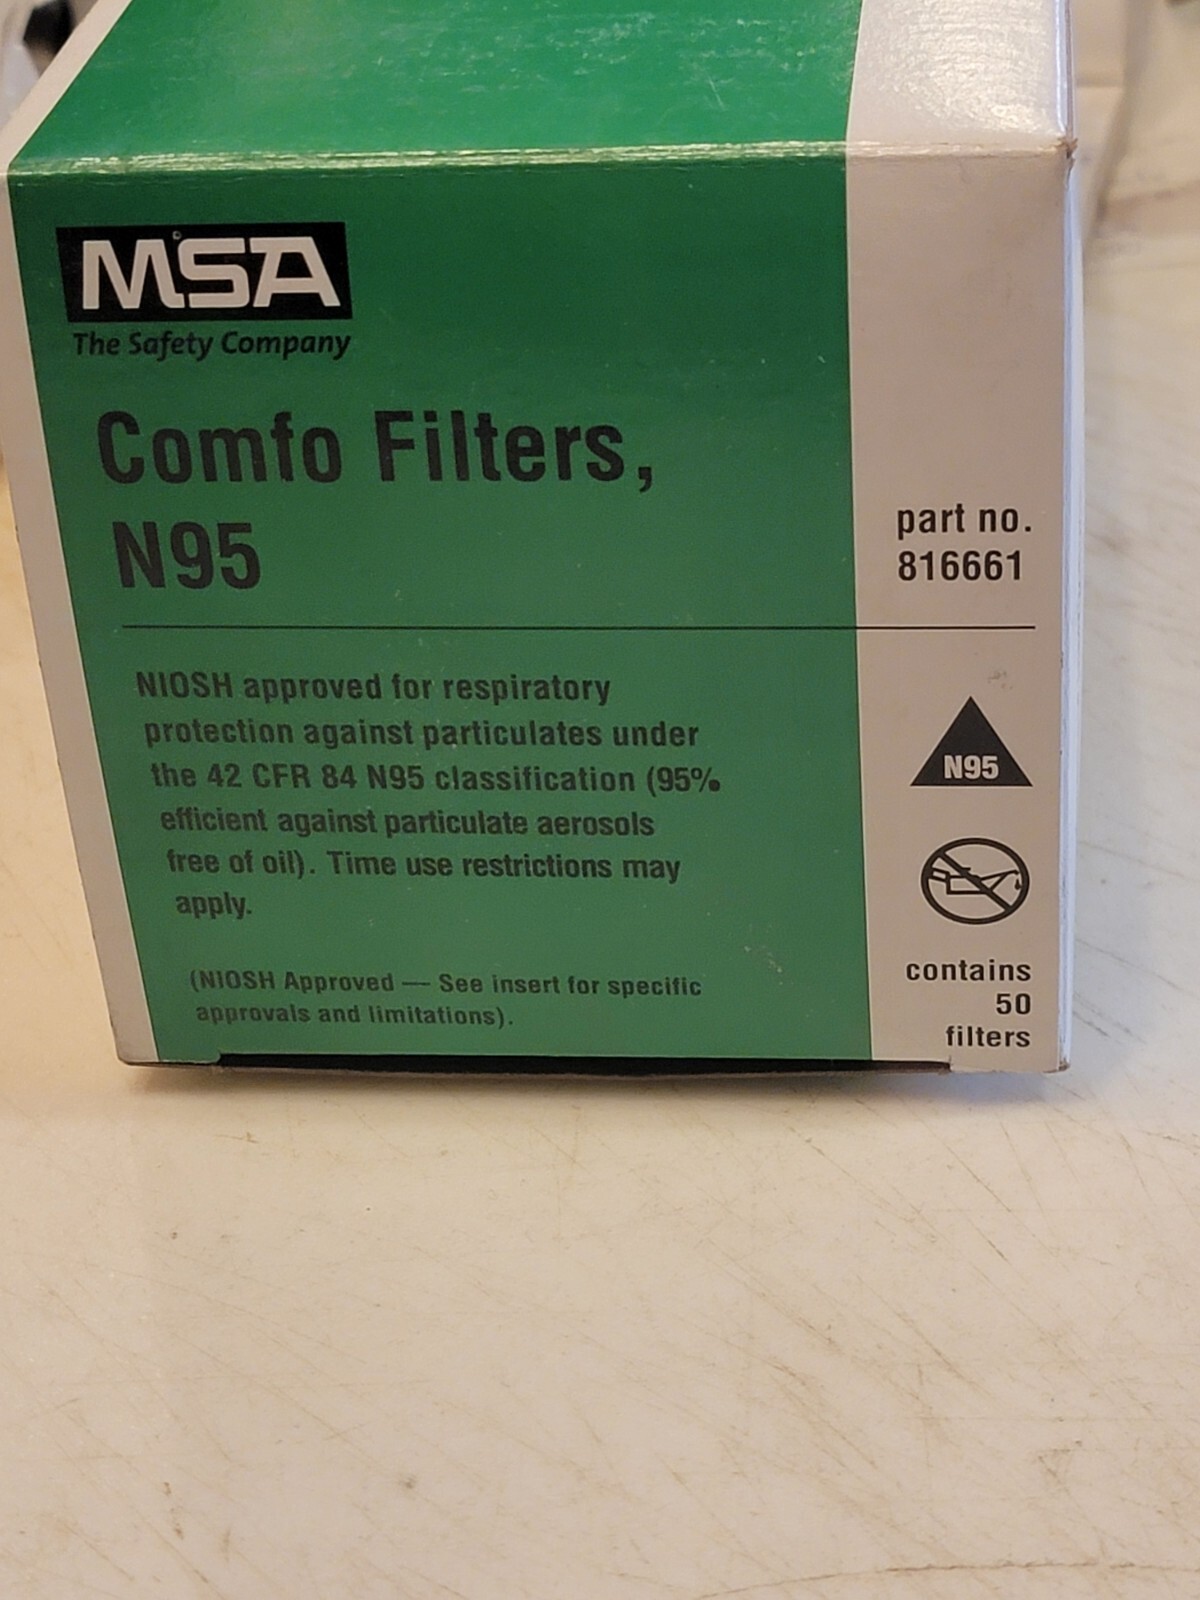 MSA
The Safety Company
Comfo Filters,
N95
part no.
816661
NIOSH approved for respiratory
protection against particulates under
the 42 CFR 84 N95 classification (95%
efficient against particulate aerosols
free of oil). Time use restrictions may
apply.
(NIOSH Approved — See insert for specific
approvals and limitations).
N95
contains
50
filters